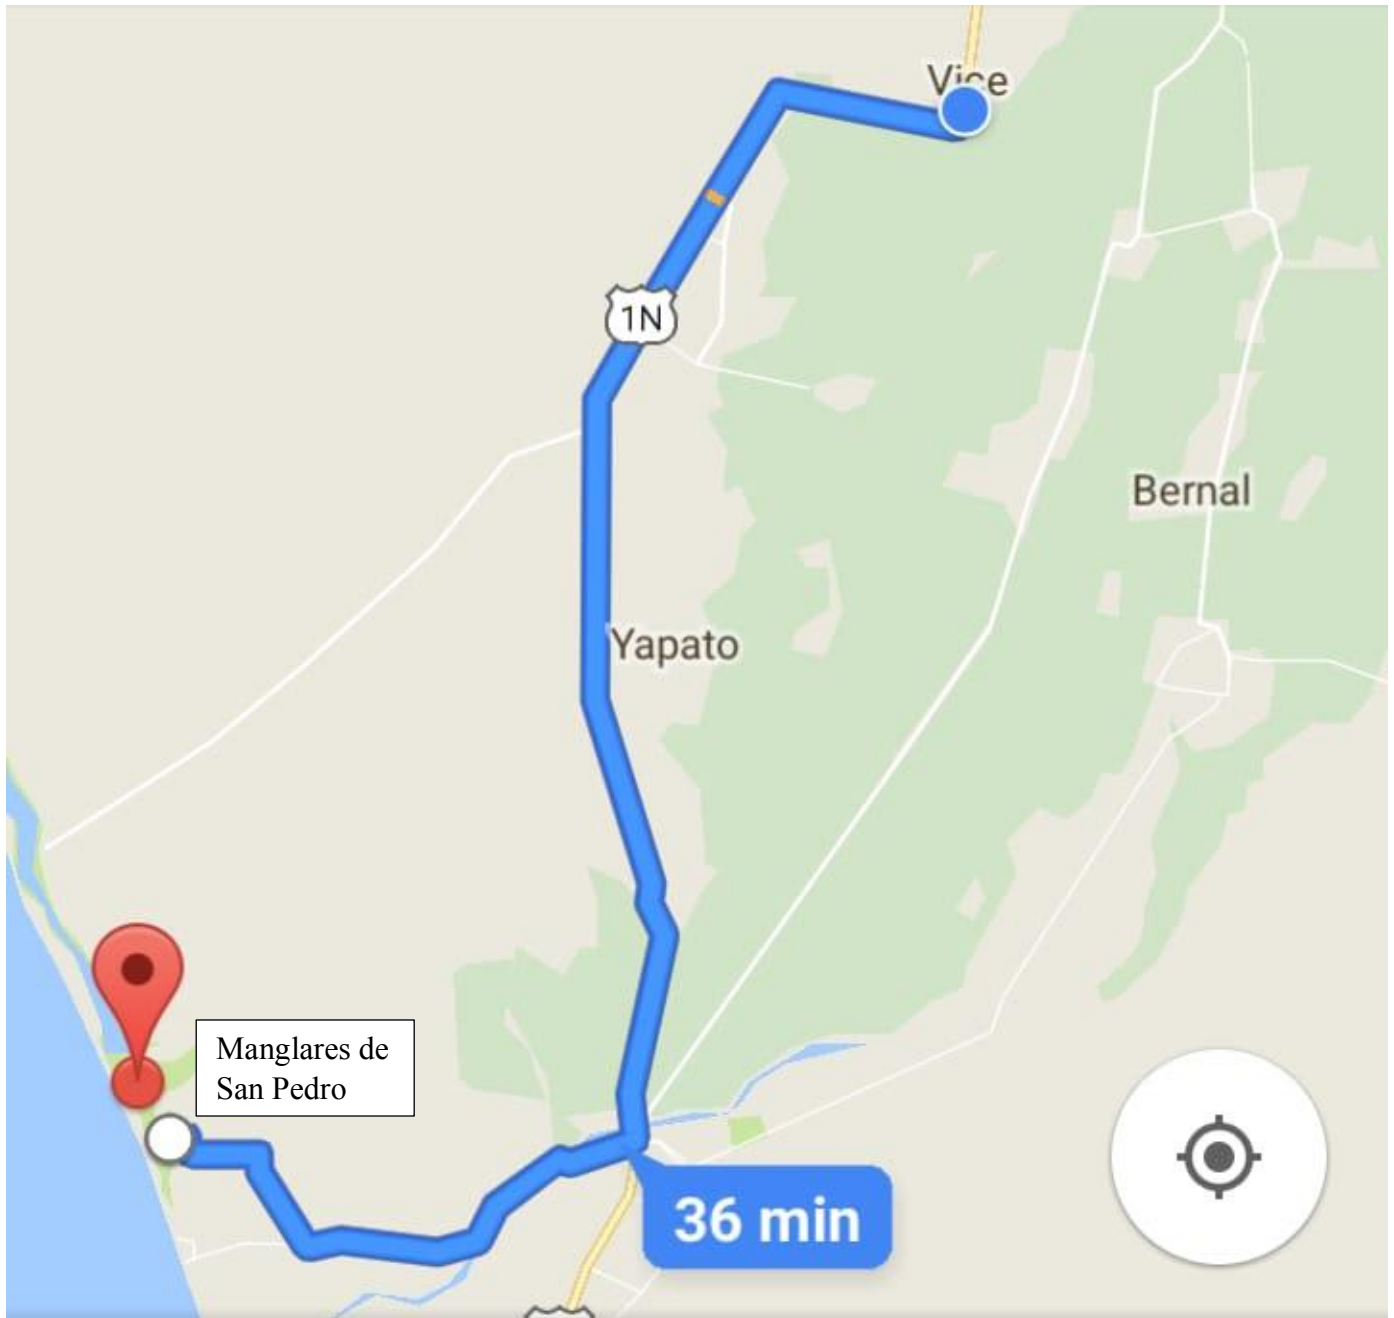 Vice
1N
Bernal
Yapato
Manglares de
San Pedro
36 min